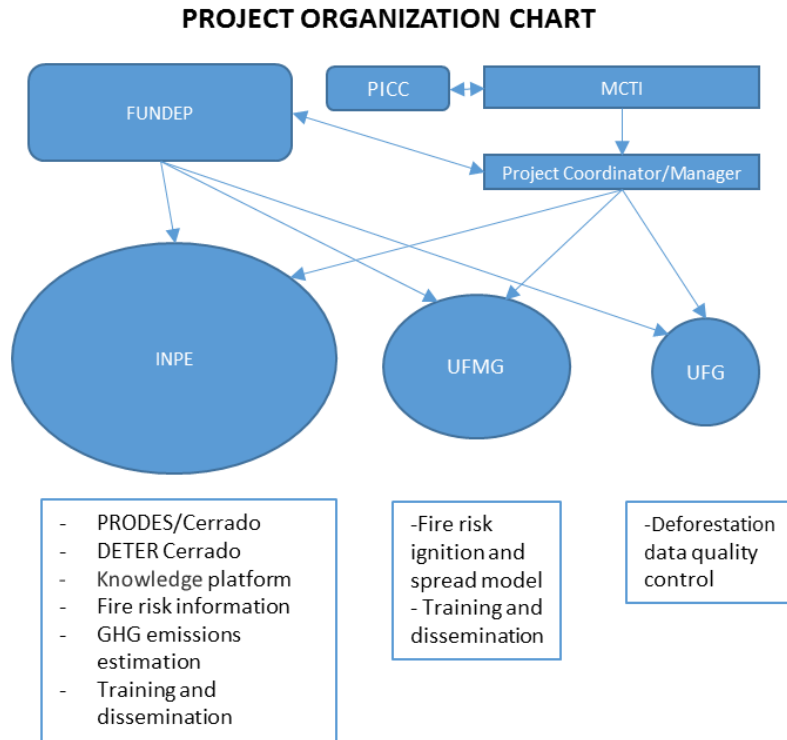 PROJECT ORGANIZATION CHART
FUNDEP
PICC
MCTI
Project Coordinator/Manager
INPE
UFMG
UFG
- PRODES/Cerrado
- DETER Cerrado
- Knowledge platform
- Fire risk information
- GHG emissions
estimation
- Training and
dissemination
-Fire risk
ignition and
spread model
- Training and
dissemination
-Deforestation
data quality
control